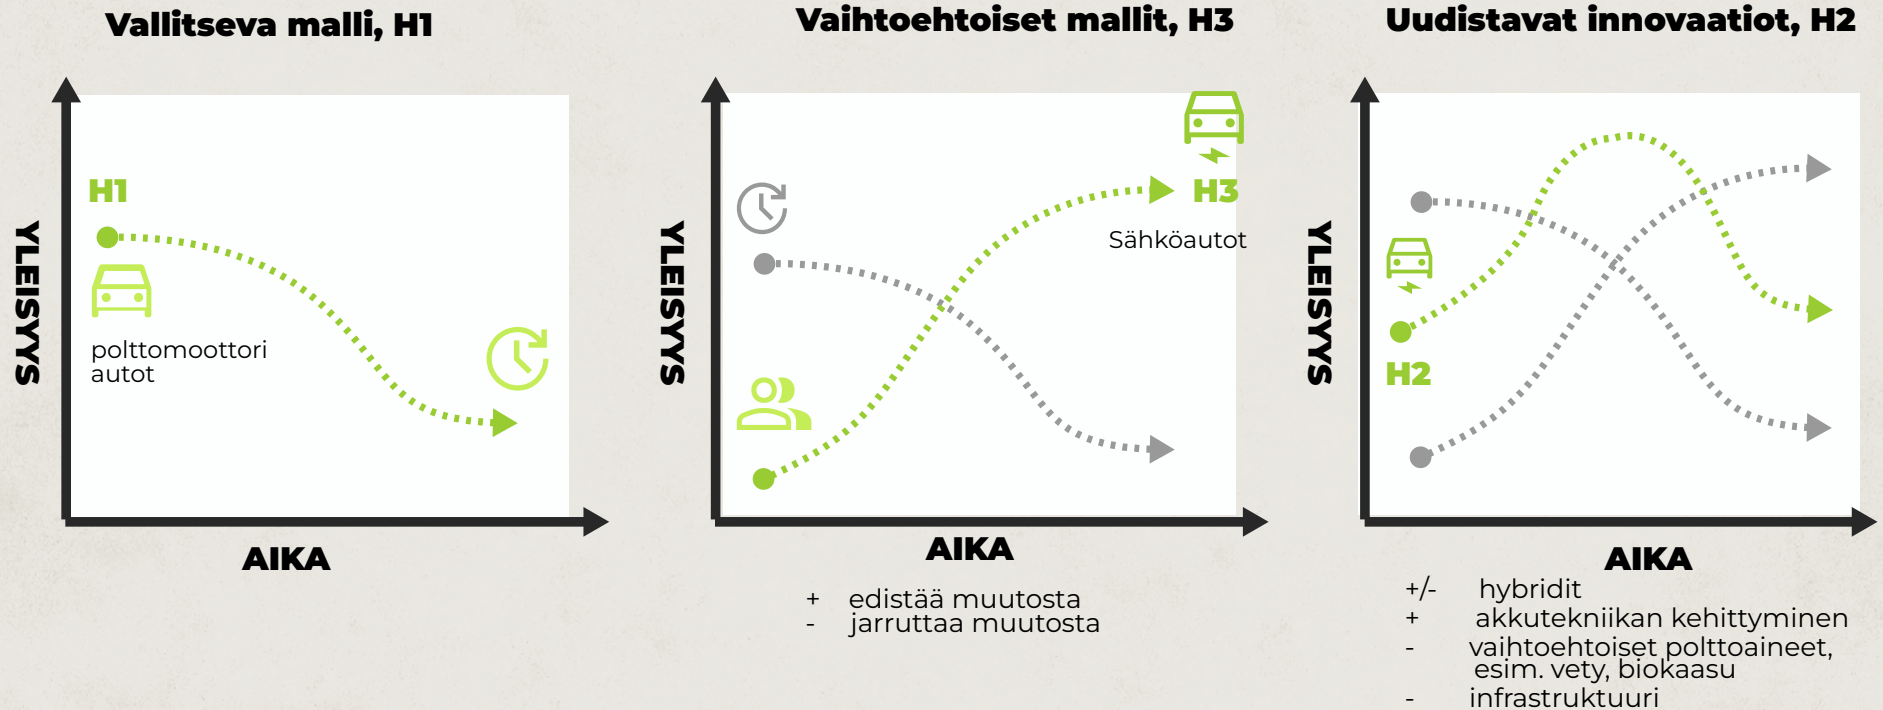 Vallitseva malli, H1
YLEISYYS
H1
polttomoottori
autot
AIKA
Vaihtoehtoiset mallit, H3
YLEISYYS
H3
Sähköautot
AIKA
+ edistää muutosta
- jarruttaa muutosta
Uudistavat innovaatiot, H2
YLEISYYS
H2
AIKA
+/- hybridit
+ akkutekniikan kehittyminen
- vaihtoehtoiset polttoaineet,
esim. vety, biokaasu
- infrastruktuuri